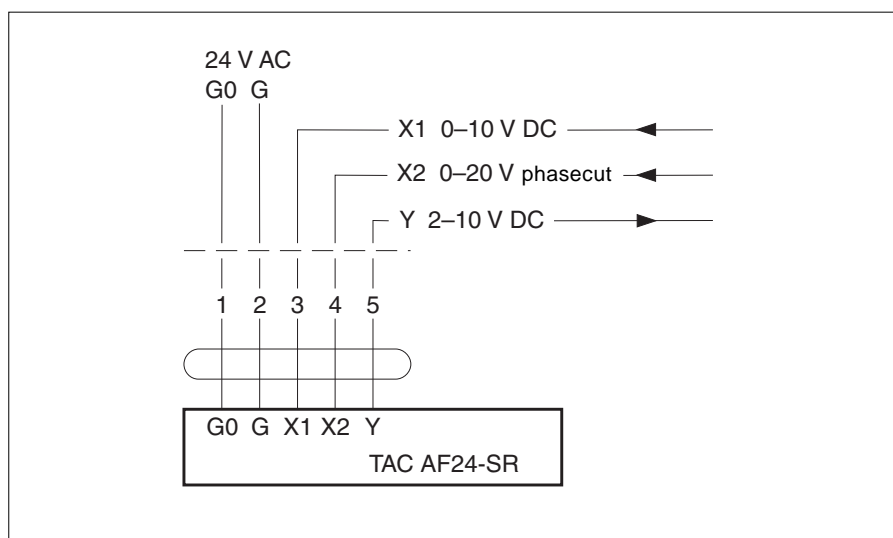 24 V AC
G0 G
X1 0–10 V DC
X2 0–20 V phasecut
Y 2–10 V DC
1 2 3 4 5
G0 G X1 X2 Y
TAC AF24-SR